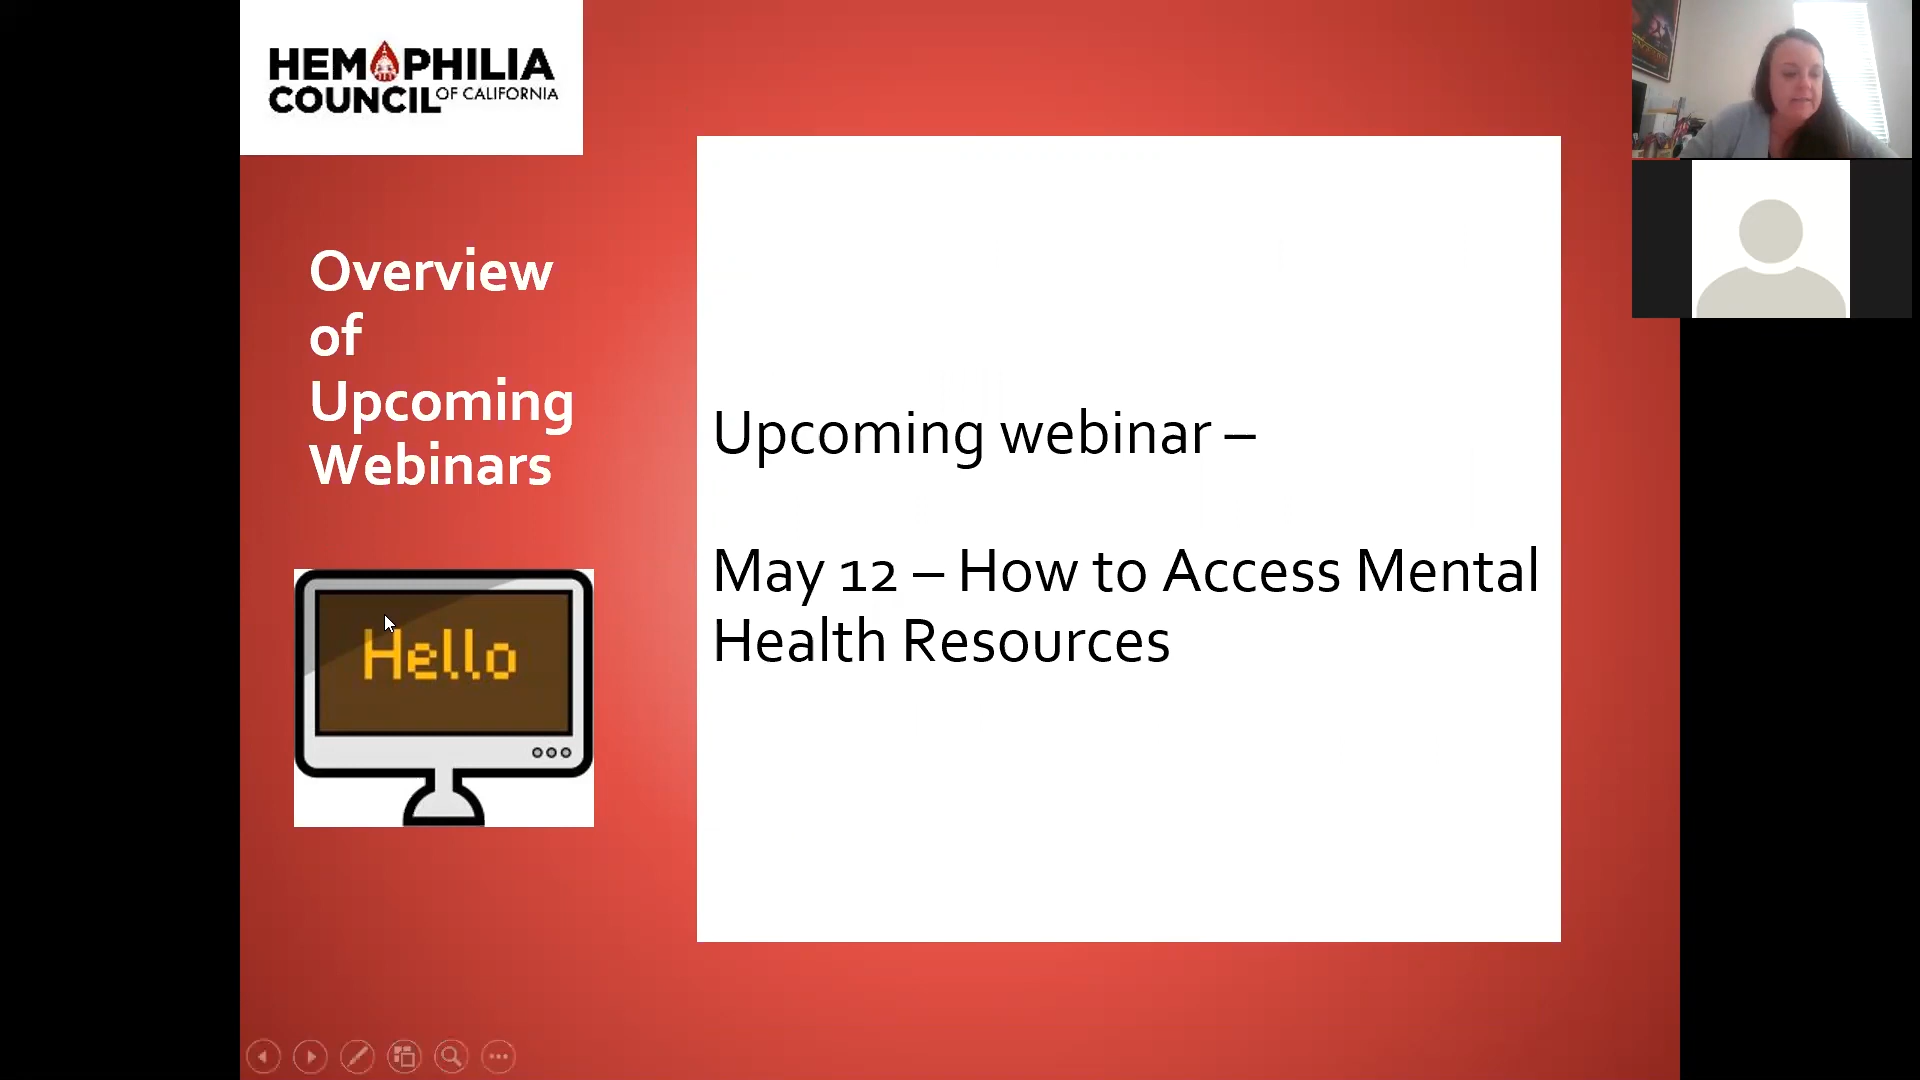 HEMOPHILIA
COUNCIL OF CALIFORNIA
Overview
of
Upcoming
Webinars
Hello
Upcoming webinar –
May 12 – How to Access Mental
Health Resources